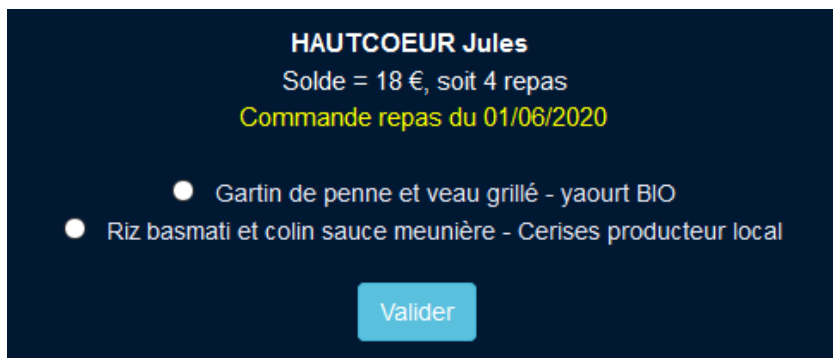 HAUTCOEUR Jules
Solde = 18 €, soit 4 repas
Commande repas du 01/06/2020
Gartin de penne et veau grillé - yaourt BIO
Riz basmati et colin sauce meunière - Cerises producteur local
Valider